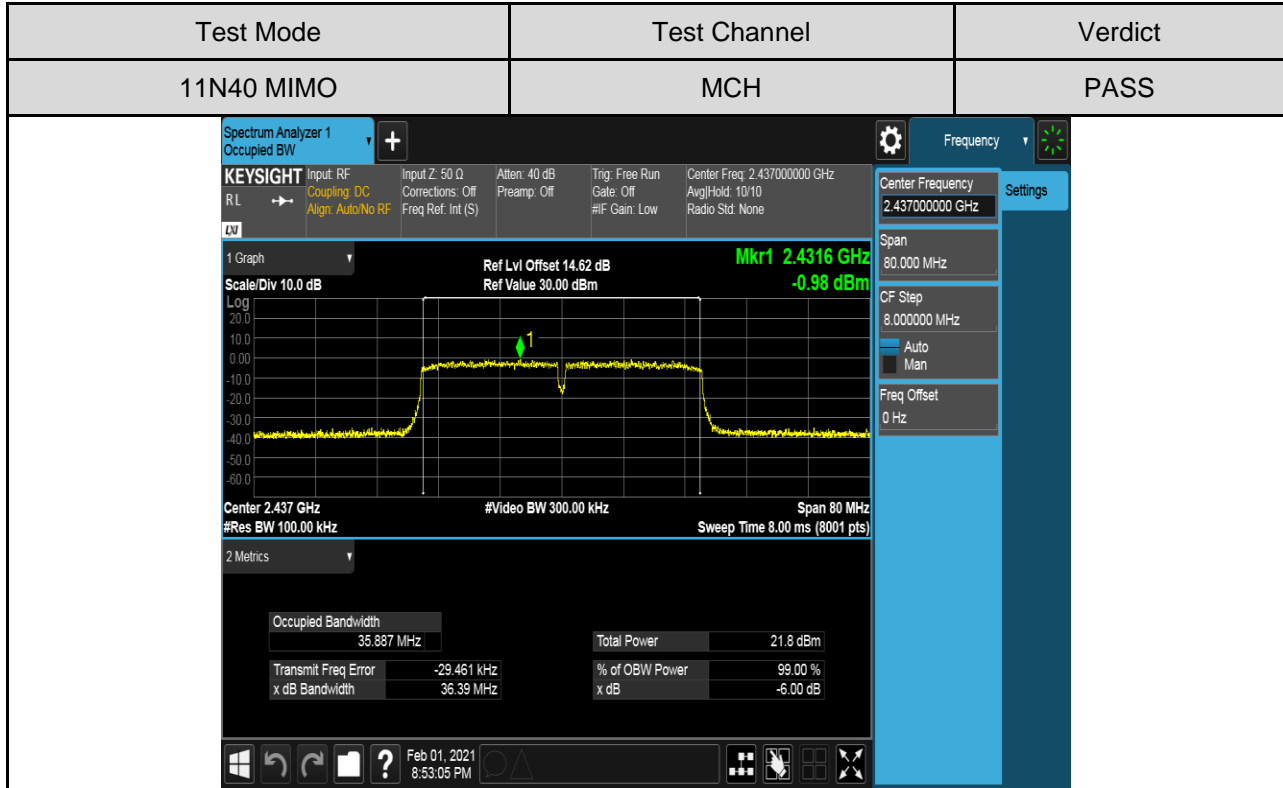 Test Mode Test Channel Verdict
11N40 MIMO MCH PASS
Spectrum Analyzer 1
Occupied BW
+
Frequency
KEYSIGHT Input: RF Input Z: 50 Ω Atten: 40 dB Trig: Free Run Center Freq: 2.437000000 GHz
RL Coupling: DC Corrections: Off Preamp: Off Gate: Off Avg|Hold: 10/10
Align: Auto/No RF Freq Ref: Int (S) #IF Gain: Low Radio Std: None
LXI
Center Frequency
2.437000000 GHz
Settings
Span
80.000 MHz
CF Step
8.000000 MHz
Auto
Man
Freq Offset
0 Hz
1 Graph Ref Lvl Offset 14.62 dB Mkr1 2.4316 GHz
Scale/Div 10.0 dB Ref Value 30.00 dBm -0.98 dBm
Log
20.0
10.0
1
0.00
-10.0
-20.0
-30.0
-40.0
-50.0
-60.0
Center 2.437 GHz #Video BW 300.00 kHz Span 80 MHz
#Res BW 100.00 kHz Sweep Time 8.00 ms (8001 pts)
2 Metrics
Occupied Bandwidth
35.887 MHz Total Power 21.8 dBm
Transmit Freq Error -29.461 kHz % of OBW Power 99.00 %
x dB Bandwidth 36.39 MHz x dB -6.00 dB
? Feb 01, 2021
8:53:05 PM